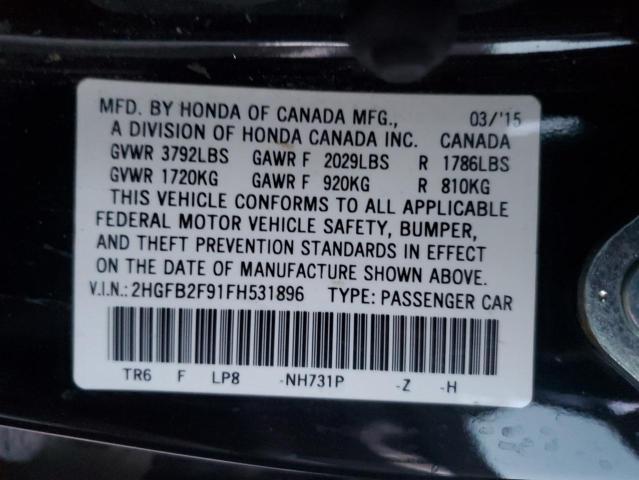 MFD. BY HONDA OF CANADA MFG., 03/'15
A DIVISION OF HONDA CANADA INC. CANADA
GVWR 3792LBS GAWR F 2029LBS R 1786LBS
GVWR 1720KG GAWR F 920KG R 810KG
THIS VEHICLE CONFORMS TO ALL APPLICABLE
FEDERAL MOTOR VEHICLE SAFETY, BUMPER,
AND THEFT PREVENTION STANDARDS IN EFFECT
ON THE DATE OF MANUFACTURE SHOWN ABOVE.
V.I.N.: 2HGFB2F91FH531896 TYPE: PASSENGER CAR
TR6 F LP8 -NH731P -Z -H